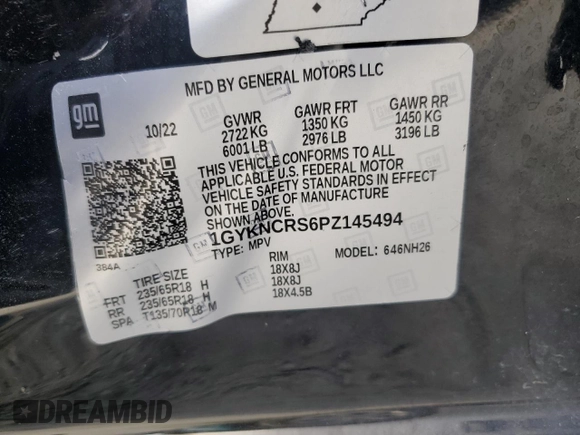 MFD BY GENERAL MOTORS LLC
gm
10/22
GVWR
2722 KG
6001 LB
GAWR FRT
1350 KG
2976 LB
GAWR RR
1450 KG
3196 LB
THIS VEHICLE CONFORMS TO ALL
APPLICABLE U.S. FEDERAL MOTOR
VEHICLE SAFETY STANDARDS IN EFFECT
ON THE DATE OF MANUFACTURE
SHOWN ABOVE.
1GYKNCRS6PZ145494
TYPE: MPV
MODEL: 646NH26
384A
TIRE SIZE
RIM
FRT 235/65R18 H 18X8J
RR 235/65R18 H 18X8J
SPA T135/70R18 M 18X4.5B
DREAMBID